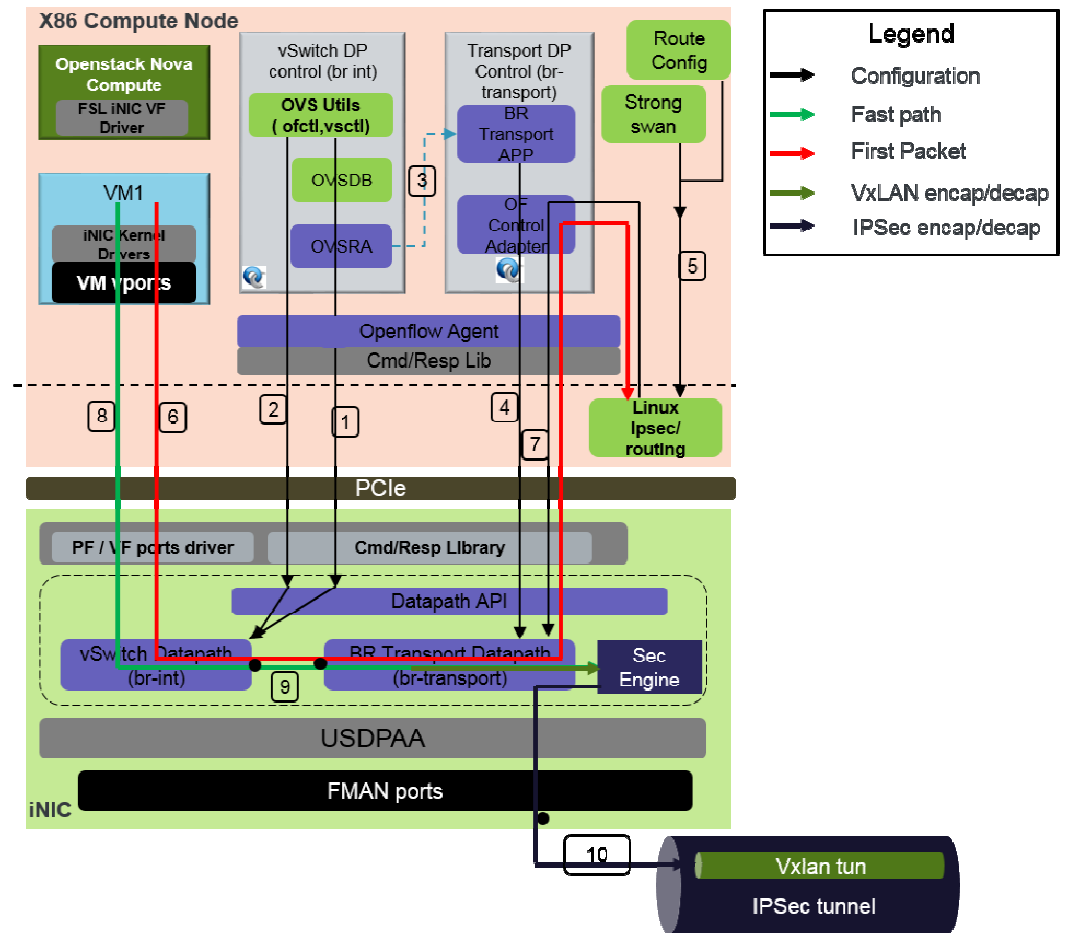 X86 Compute Node
Openstack Nova
Compute
FSL iNIC VF
Driver
vSwitch DP
control (br int)
OVS Utils
( ofctl,vsctl)
OVSDB
OVSRA
3
Transport DP
Control (br-
transport)
BR
Transport
APP
OF
Control
Adapter
Route
Config
Strong
swan
5
VM1
iNIC Kernel
Drivers
VM vports
Openflow Agent
Cmd/Resp Lib
8
6
2
1
4
7
Linux
Ipsec/
routing
PCIe
PF / VF ports driver
Cmd/Resp Library
Datapath API
vSwitch Datapath
(br-int)
9
BR Transport Datapath
(br-transport)
Sec
Engine
USDPAA
FMAN ports
iNIC
10
Vxlan tun
IPSec tunnel
Legend
Configuration
Fast path
First Packet
VxLAN encap/decap
IPSec encap/decap